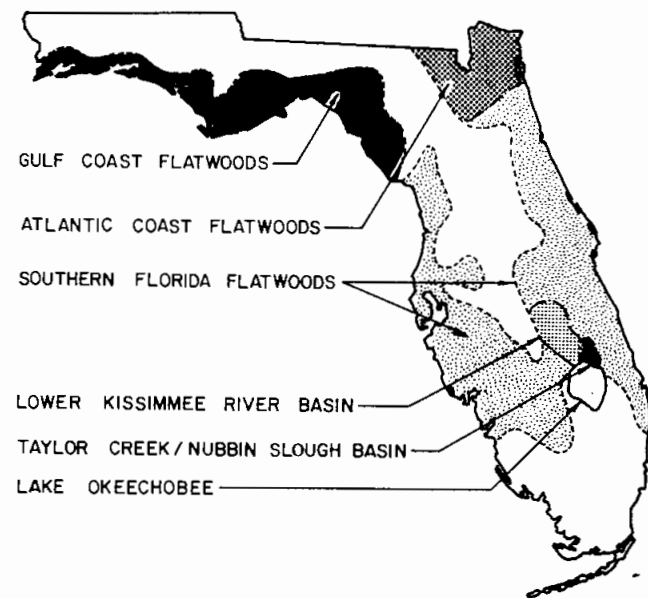 GULF COAST FLATWOODS
ATLANTIC COAST FLATWOODS
SOUTHERN FLORIDA FLATWOODS
LOWER KISSIMMEE RIVER BASIN
TAYLOR CREEK/NUBBIN SLOUGH BASIN
LAKE OKEECHOBEE